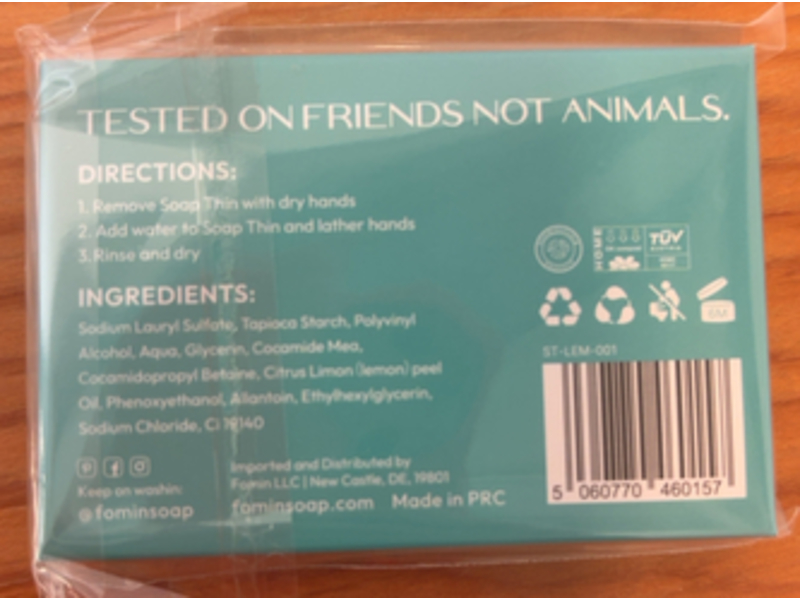 TESTED ON FRIENDS NOT ANIMALS.
DIRECTIONS:
1. Remove Soap Thin with dry hands
2. Add water to Soap Thin and lather hands
3. Rinse and dry
INGREDIENTS:
Sodium Lauryl Sulfate, Tapioca Starch, Polyvinyl
Alcohol, Aqua, Glycerin, Cocamide Mea,
Cocamidopropyl Betaine, Citrus Limon (lemon) peel
Oil, Phenoxyethanol, Allantoin, Ethylhexylglycerin,
Sodium Chloride, Ci 19140
Keep on washin:
@fominsoap
Imported and Distributed by
Fomin LLC | New Castle, DE, 19801
fominsoap.com Made in PRC
HOME
TÜV
AUSTRIA
6M
ST-LEM-001
5 060770 460157